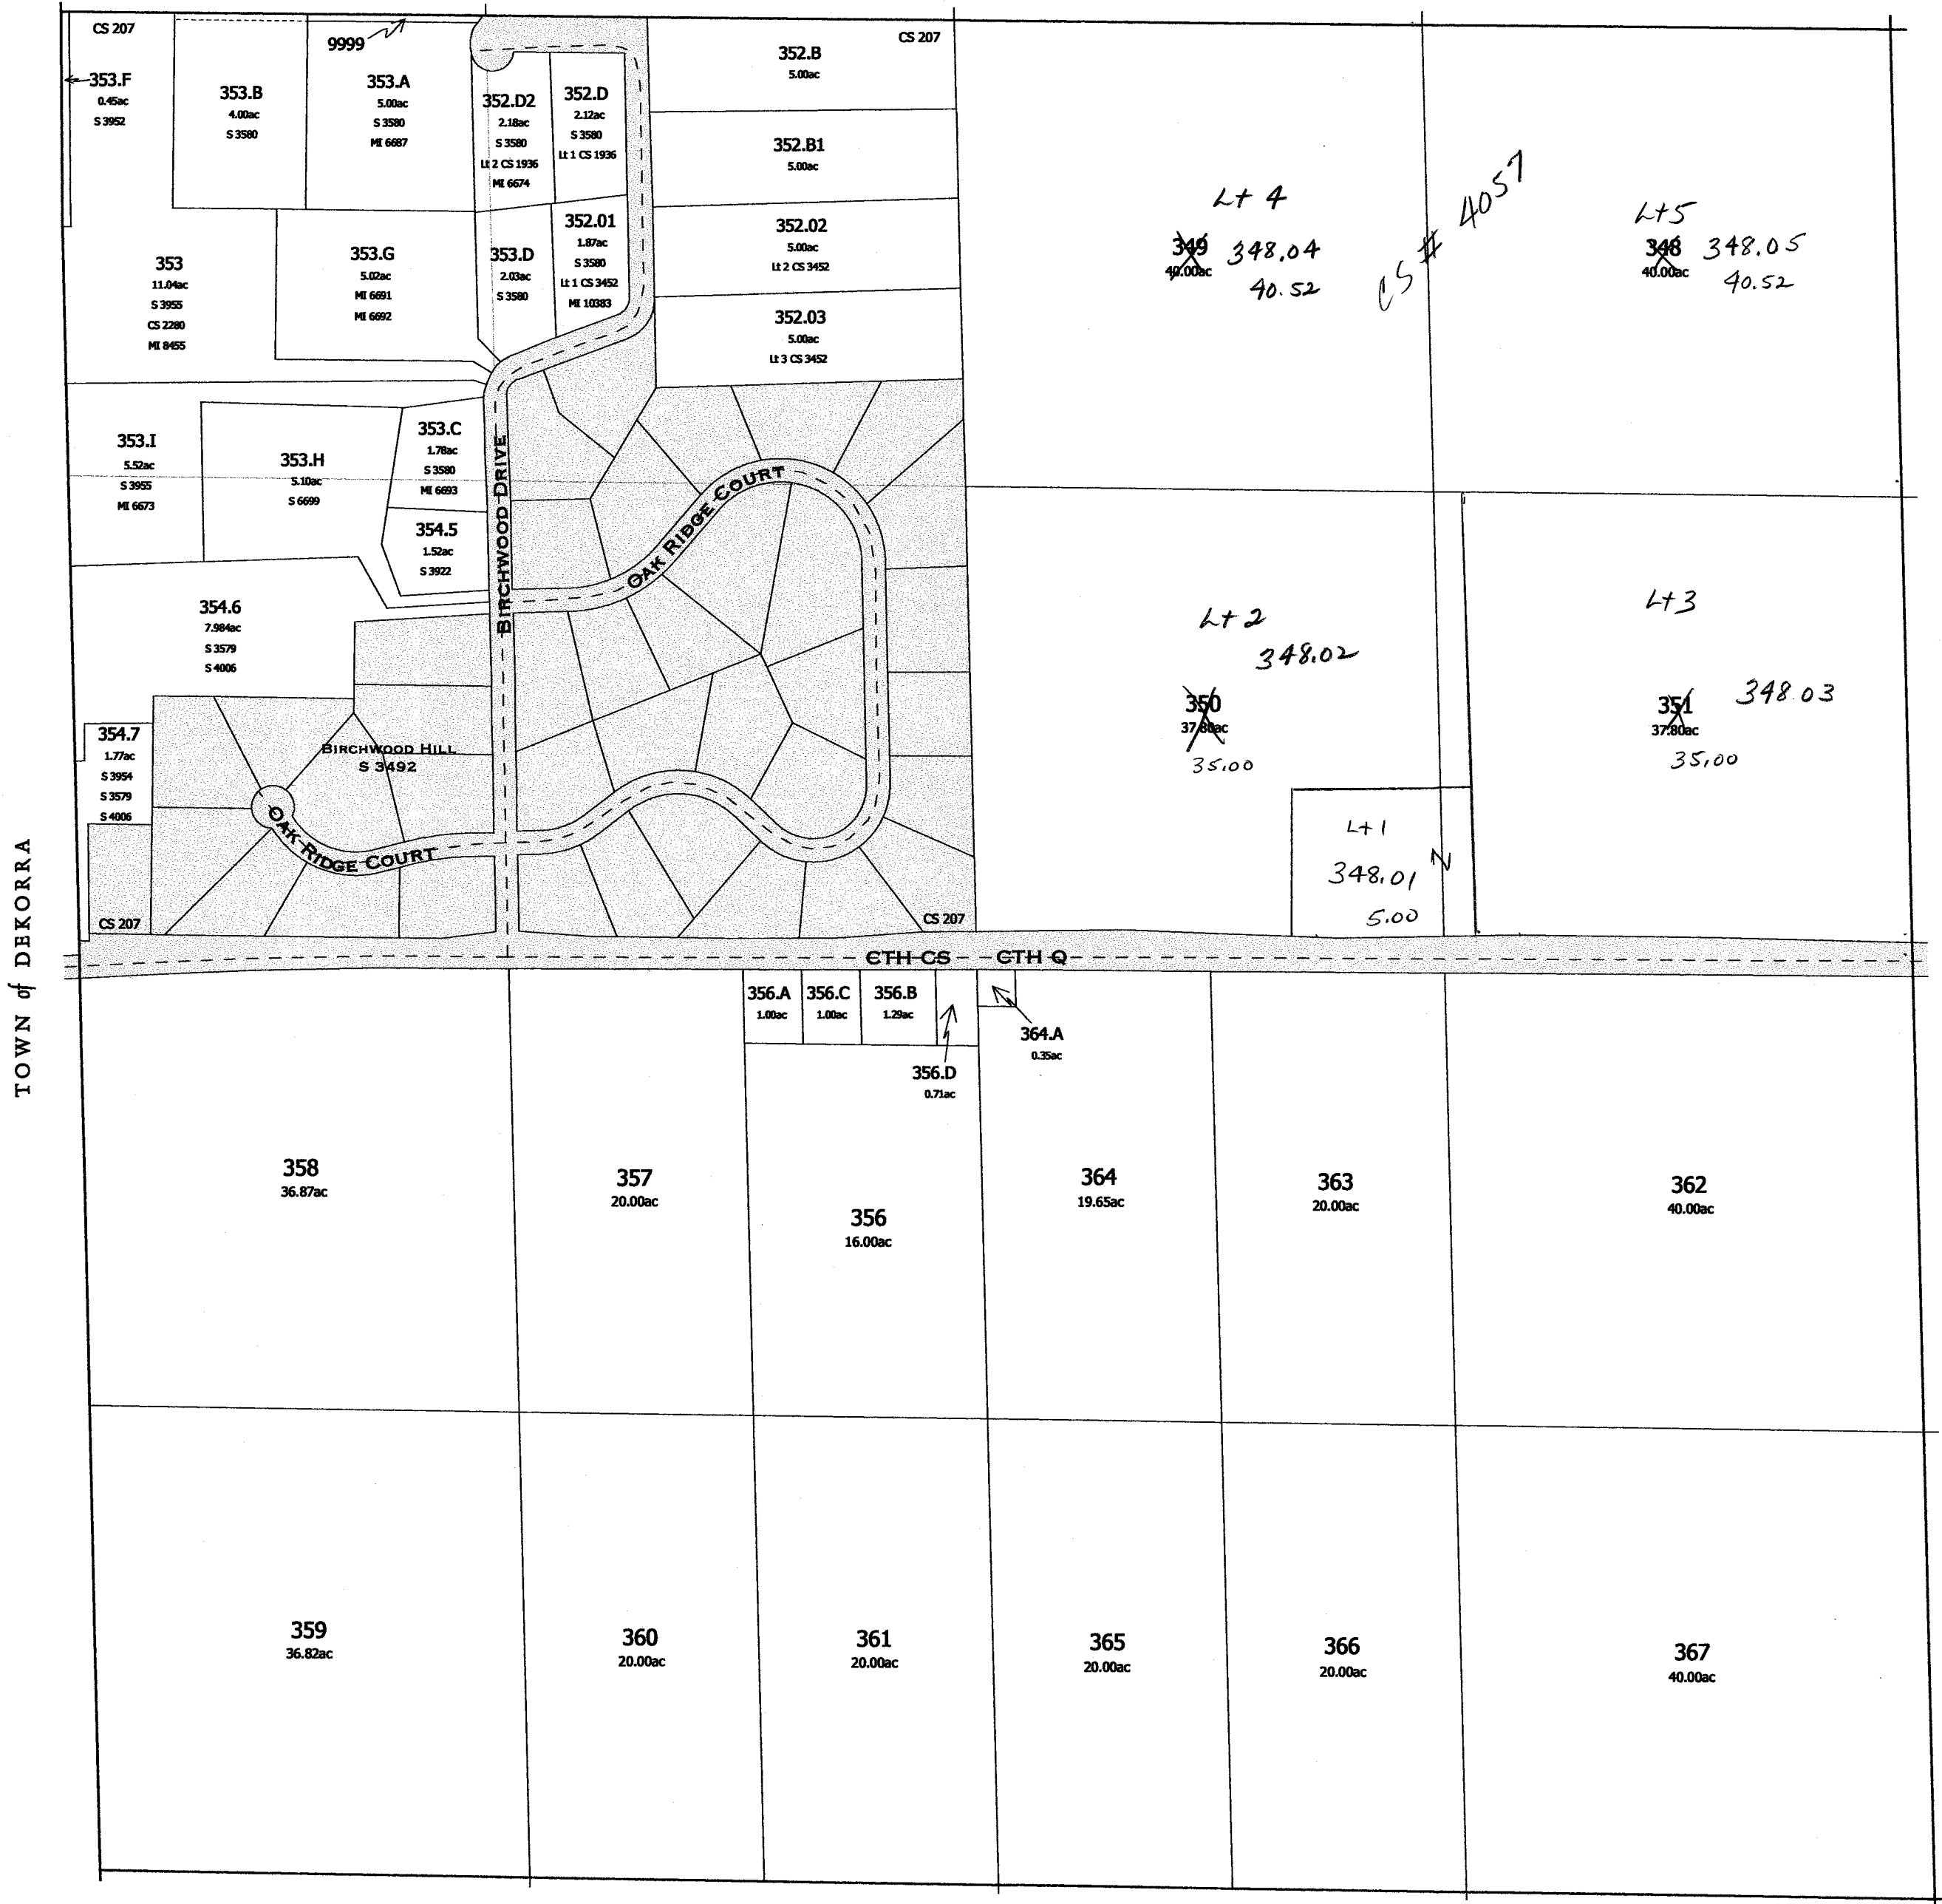 CS 207
353.F
0.45ac
S 3952
353.B
4.00ac
S 3580
9999
353.A
5.00ac
S 3580
MI 6687
352.D2
2.18ac
S 3580
Lt 2 CS 1936
MI 6674
352.D
2.12ac
S 3580
Lt 1 CS 1936
352.B
5.00ac
CS 207
352.B1
5.00ac
353
11.04ac
S 3955
CS 2280
MI 8455
353.G
5.02ac
MI 6691
MI 6692
353.D
2.03ac
S 3580
352.01
1.87ac
S 3580
Lt 1 CS 3452
MI 10383
352.02
5.00ac
Lt 2 CS 3452
352.03
5.00ac
Lt 3 CS 3452
Lt 4
349 348.04
40.00ac
40.52
CS # 4057
Lt 5
348 348.05
40.00ac
40.52
353.I
5.52ac
S 3955
MI 6673
353.H
5.10ac
S 6699
353.C
1.78ac
S 3580
MI 6693
354.5
1.52ac
S 3922
BIRCHWOOD DRIVE
OAK RIDGE COURT
354.6
7.984ac
S 3579
S 4006
354.7
1.77ac
S 3954
S 3579
S 4006
BIRCHWOOD HILL
S 3492
OAK RIDGE COURT
CS 207
CS 207
Lt 2
348.02
350
37.80ac
35.00
Lt 3
351 348.03
37.80ac
35.00
Lt 1
348.01
5.00
N
TOWN of DEKORRA
CTH CS CTH Q
356.A
1.00ac
356.C
1.00ac
356.B
1.29ac
356.D
0.71ac
364.A
0.35ac
358
36.87ac
357
20.00ac
356
16.00ac
364
19.65ac
363
20.00ac
362
40.00ac
359
36.82ac
360
20.00ac
361
20.00ac
365
20.00ac
366
20.00ac
367
40.00ac